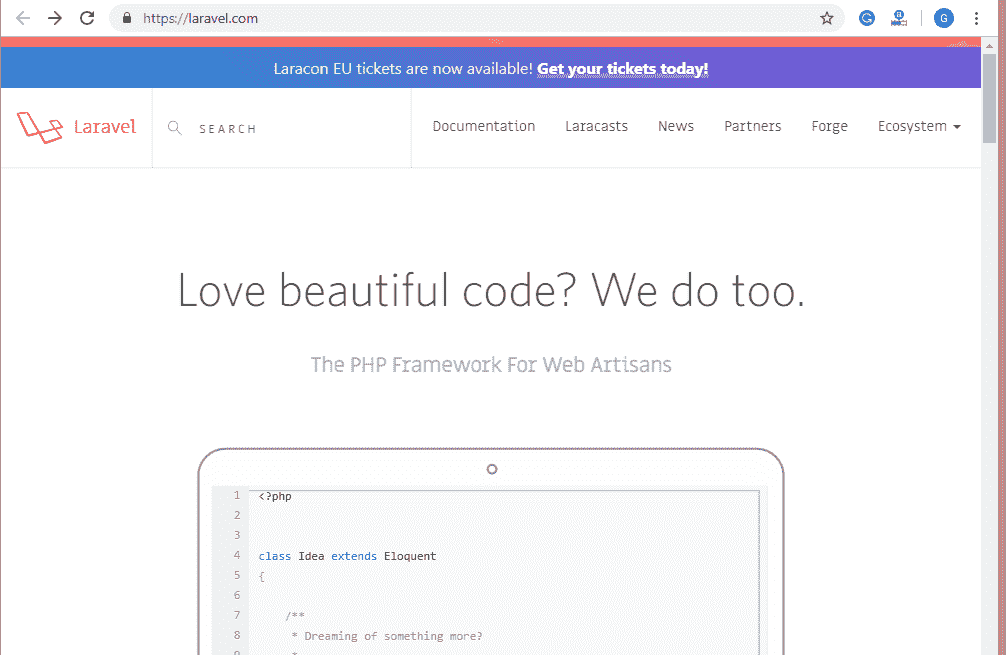 https://laravel.com
G
Laracon EU tickets are now available! Get your tickets today!
Laravel
SEARCH
Documentation Laracasts News Partners Forge Ecosystem
Love beautiful code? We do too.
The PHP Framework For Web Artisans
1 <?php
2
3
4 class Idea extends Eloquent
5 {
6
7 /**
8 * Dreaming of something more?
9 *